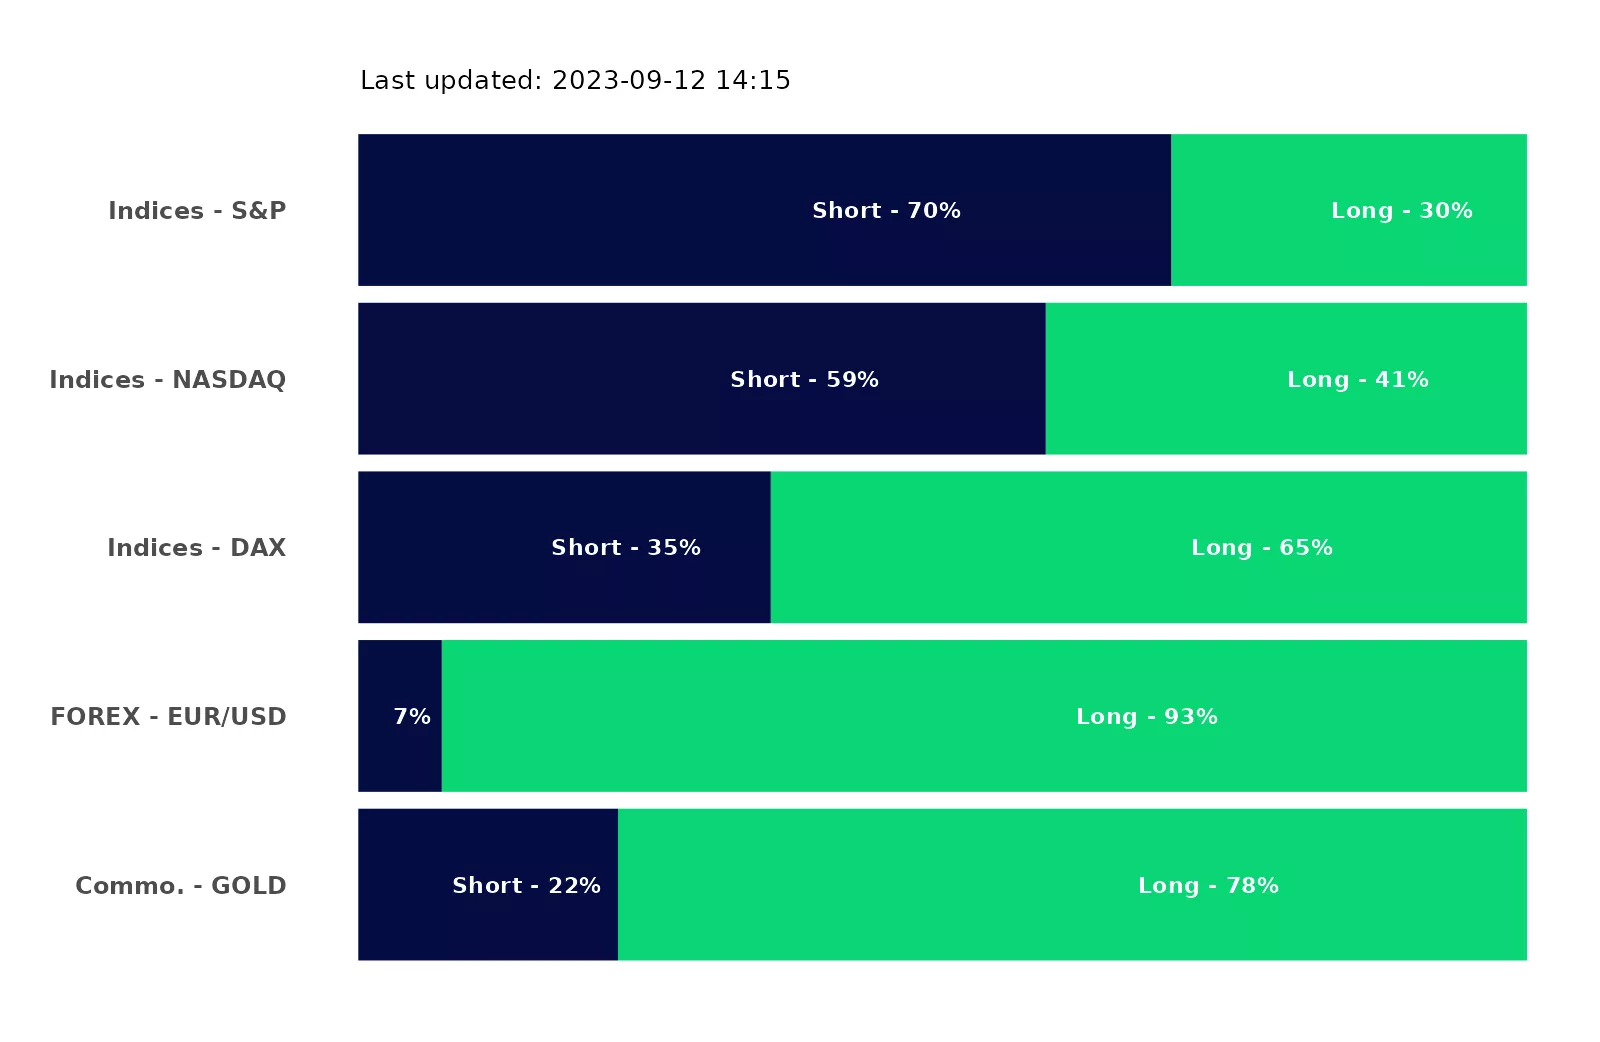 Last updated: 2023-09-12 14:15
Indices - S&P Short - 70% Long - 30%
Indices - NASDAQ Short - 59% Long - 41%
Indices - DAX Short - 35% Long - 65%
FOREX - EUR/USD 7% Long - 93%
Commo. - GOLD Short - 22% Long - 78%